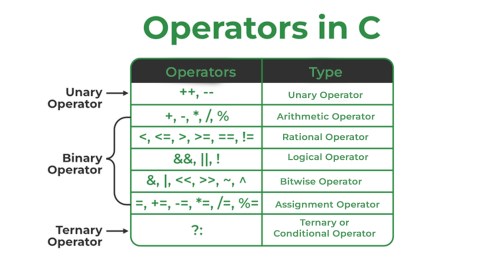 Operators in C
Operators Type
Unary
Operator
++, -- Unary Operator
+, -, *, /, % Arithmetic Operator
<, <=, >, >=, ==, != Rational Operator
Binary
Operator
&&, ||, ! Logical Operator
&, |, <<, >>, ~, ^ Bitwise Operator
=, +=, -=, *=, /=, %= Assignment Operator
Ternary
Operator
?: Ternary or
Conditional Operator